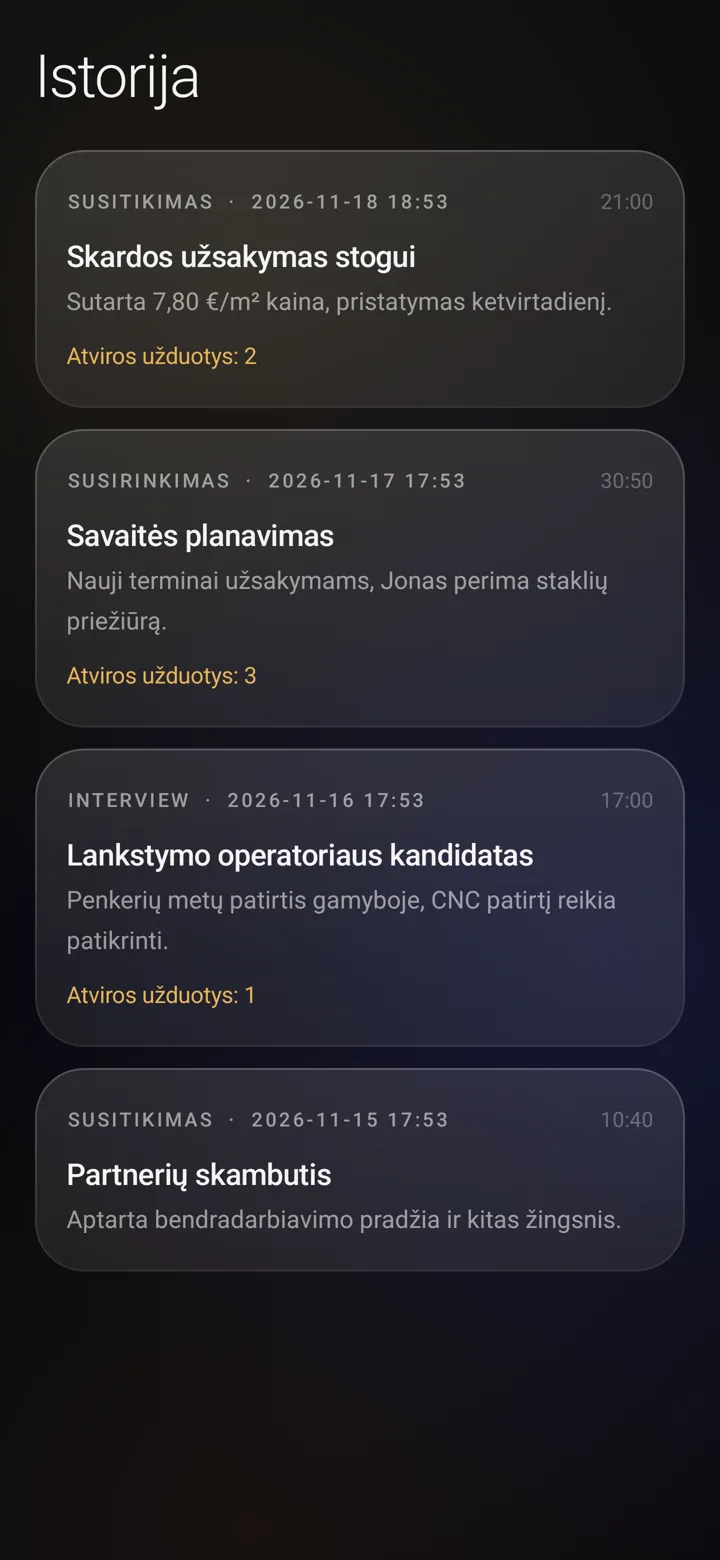 Istorija
SUSITIKIMAS · 2026-11-18 18:53 21:00
Skardos užsakymas stogui
Sutarta 7,80 €/m² kaina, pristatymas ketvirtadienį.
Atviros užduotys: 2
SUSIRINKIMAS · 2026-11-17 17:53 30:50
Savaitės planavimas
Nauji terminai užsakymams, Jonas perima staklių
priežiūrą.
Atviros užduotys: 3
INTERVIEW · 2026-11-16 17:53 17:00
Lankstymo operatoriaus kandidatas
Penkerių metų patirtis gamyboje, CNC patirtį reikia
patikrinti.
Atviros užduotys: 1
SUSITIKIMAS · 2026-11-15 17:53 10:40
Partnerių skambutis
Aptarta bendradarbiavimo pradžia ir kitas žingsnis.